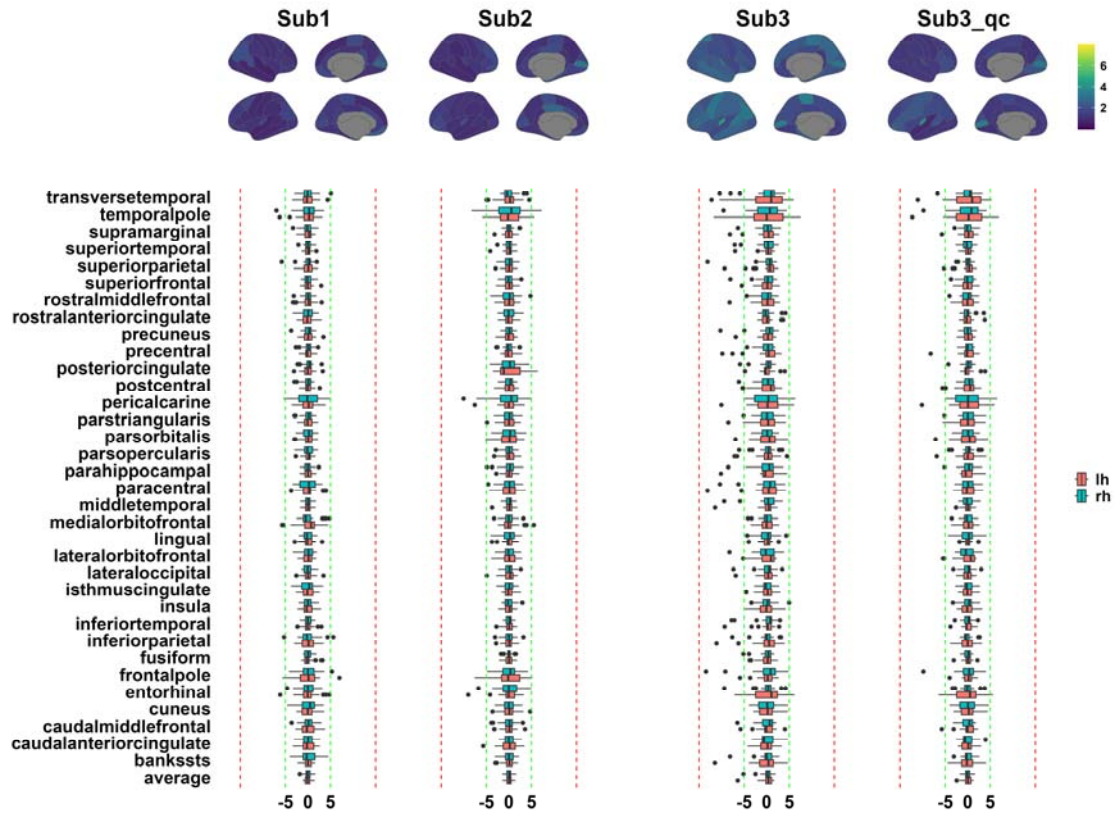 Sub1 Sub2 Sub3 Sub3_qc
6
4
2
transversetemporal
temporalpole
supramarginal
superiortemporal
superiorparietal
superiorfrontal
rostralmiddlefrontal
rostralanteriorcingulate
precuneus
precentral
posteriorcingulate
postcentral
pericalcarine
parstriangularis
parsorbitalis
parsopercularis
parahippocampal
paracentral
middletemporal
medialorbitofrontal
lingual
lateralorbitofrontal
lateraloccipital
isthmuscingulate
insula
inferiortemporal
inferiorparietal
fusiform
frontalpole
entorhinal
cuneus
caudalmiddlefrontal
caudalanteriorcingulate
bankssts
average
lh
rh
-5 0 5 -5 0 5 -5 0 5 -5 0 5